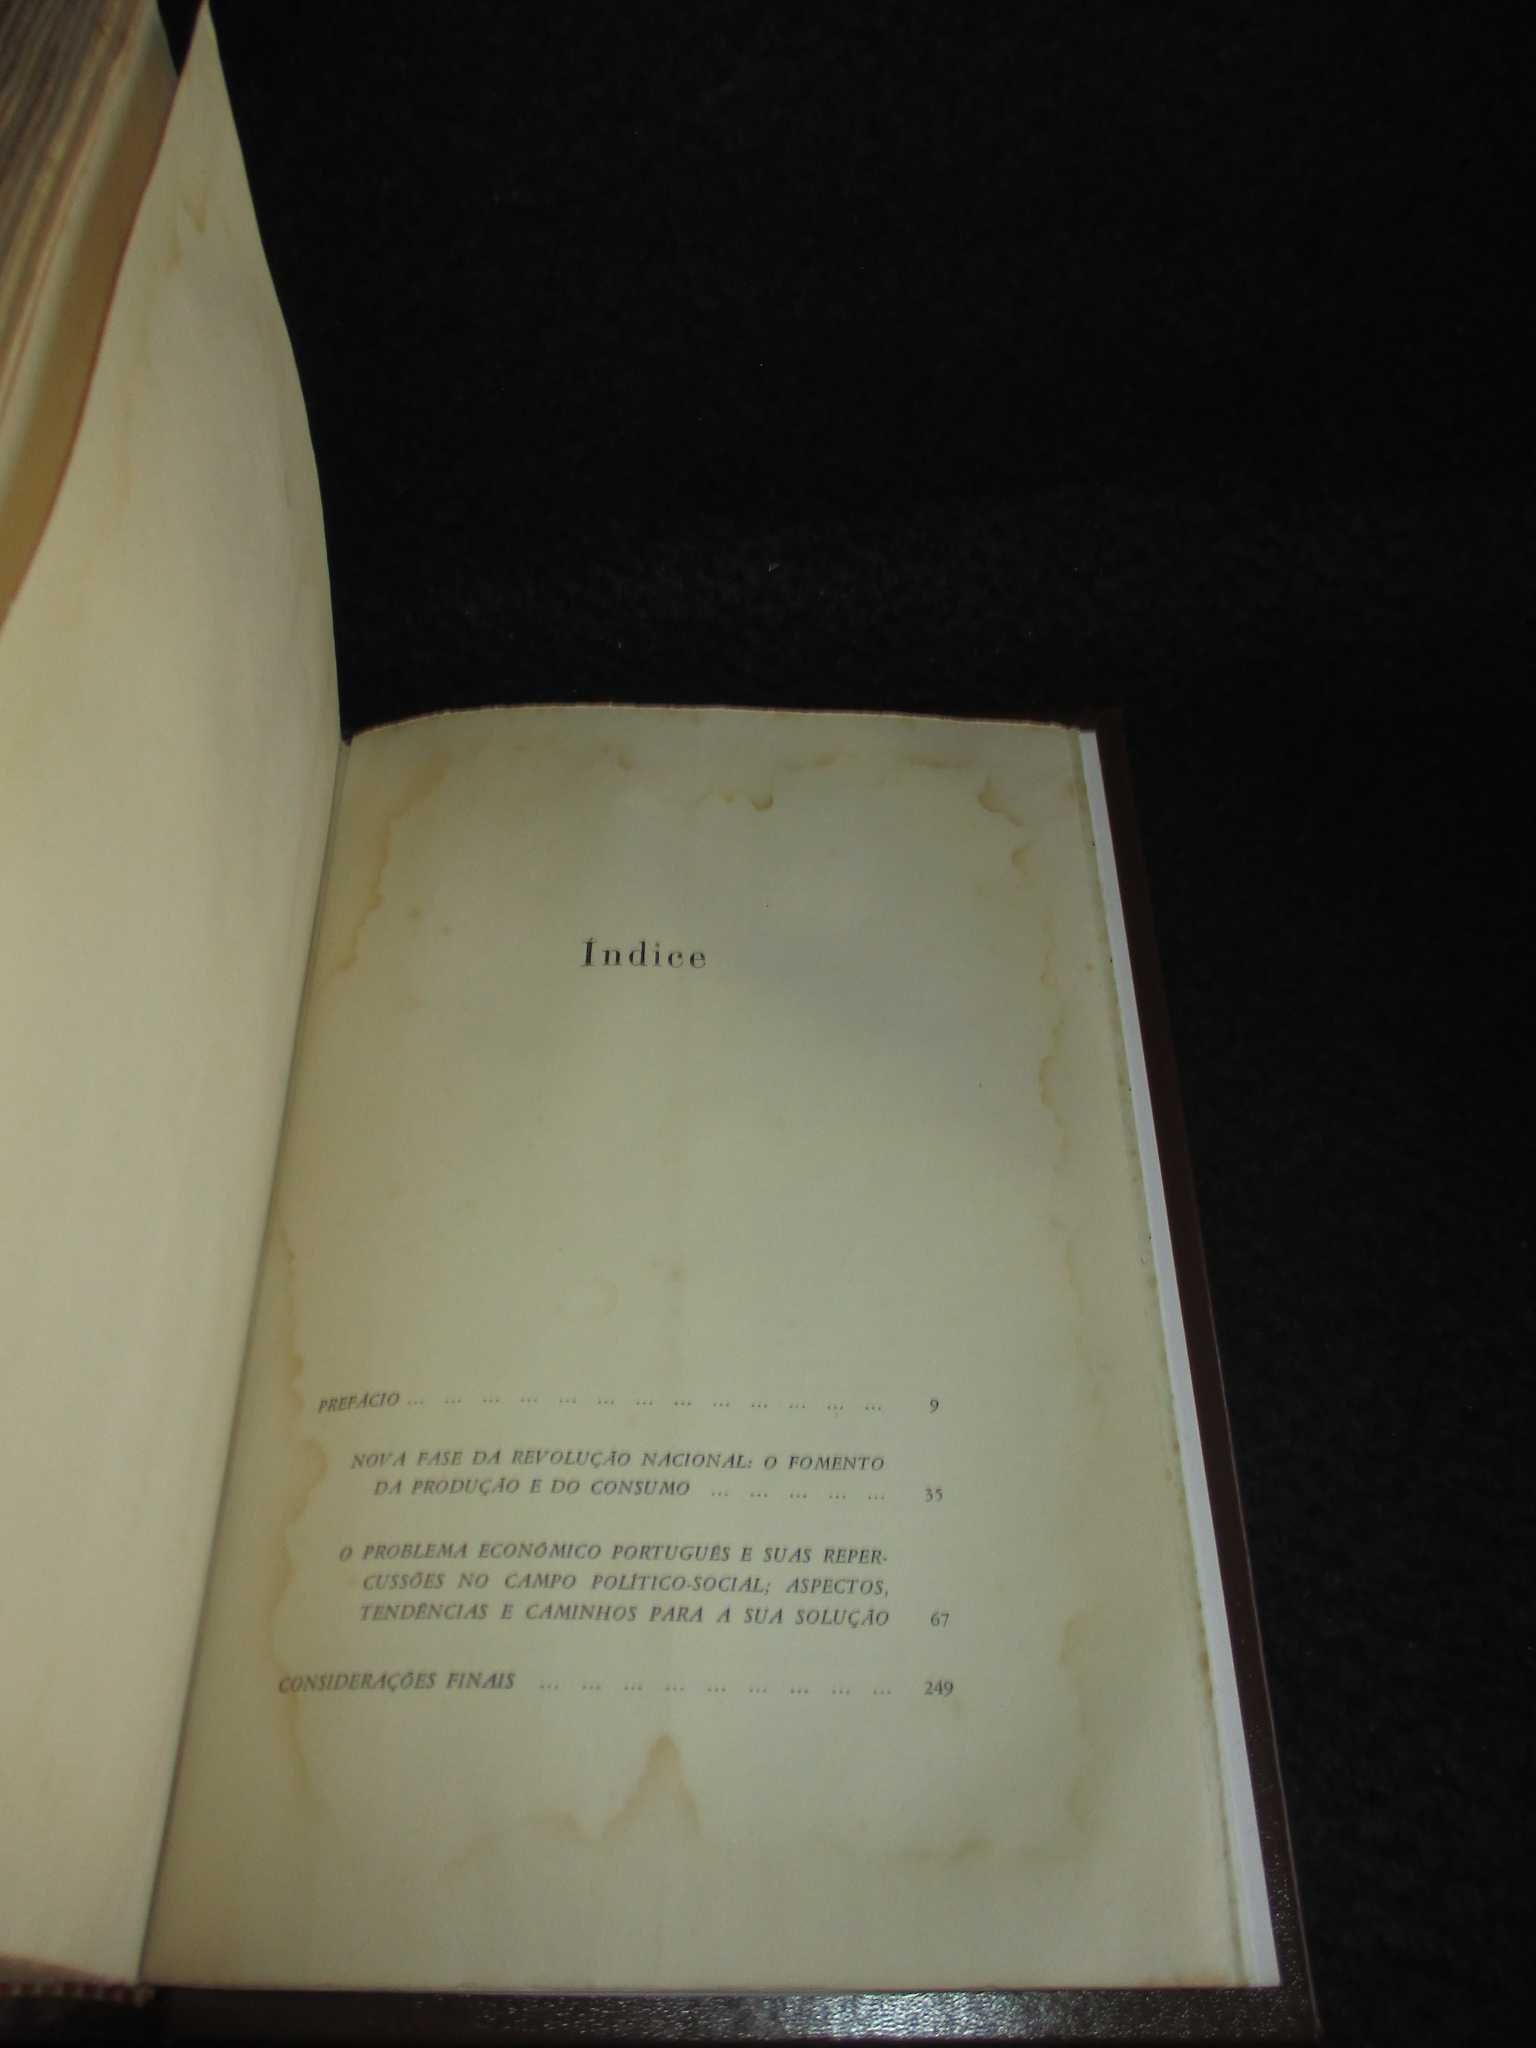 Índice
PREFÁCIO ... ... ... ... ... ... ... ... ... ... ... ... ... 9
NOVA FASE DA REVOLUÇÃO NACIONAL: O FOMENTO
DA PRODUÇÃO E DO CONSUMO ... ... ... ... ... 35
O PROBLEMA ECONÓMICO PORTUGUÊS E SUAS REPER-
CUSSÕES NO CAMPO POLÍTICO-SOCIAL; ASPECTOS,
TENDÊNCIAS E CAMINHOS PARA A SUA SOLUÇÃO 67
CONSIDERAÇÕES FINAIS ... ... ... ... ... ... ... ... ... 249